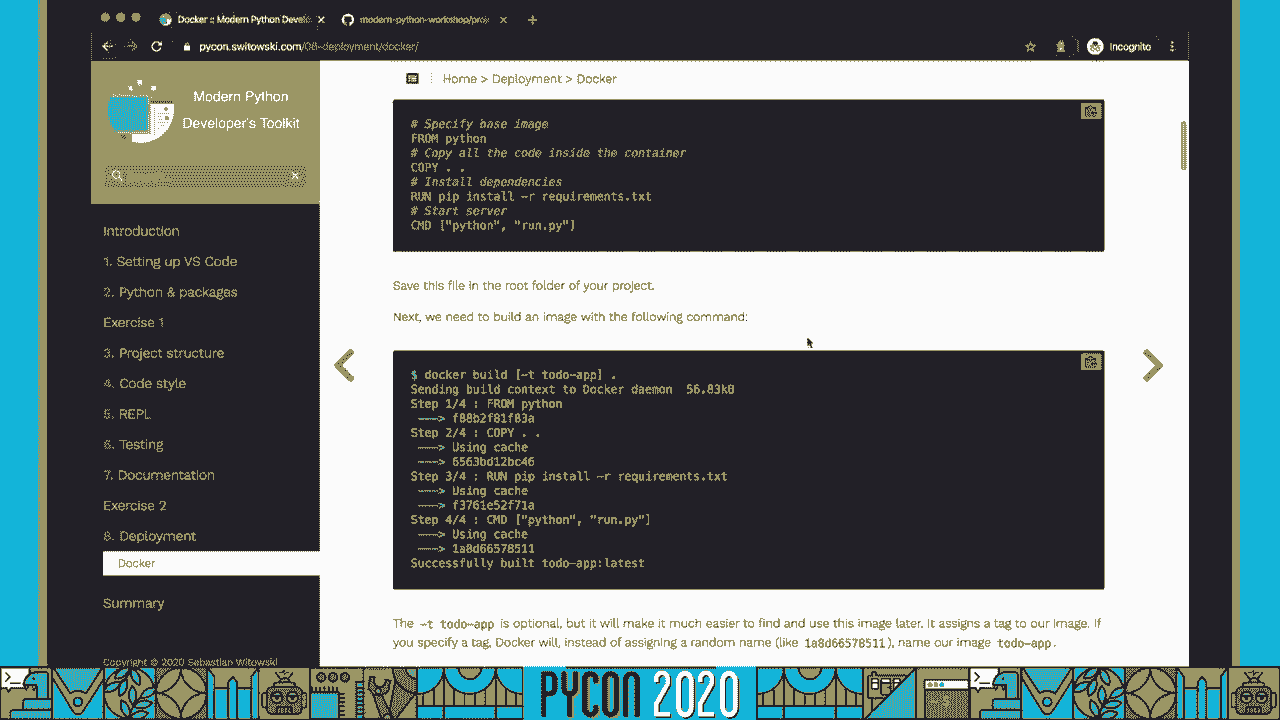 Docker :: Modern Python Develo
modern-python-workshop/proj
pycon.switowski.com/08-deployment/docker/
Incognito
Modern Python
Developer's Toolkit
Introduction
1. Setting up VS Code
2. Python & packages
Exercise 1
3. Project structure
4. Code style
5. REPL
6. Testing
7. Documentation
Exercise 2
8. Deployment
Docker
Summary
Copyright © 2020 Sebastian Witowski
Home > Deployment > Docker
# Specify base image
FROM python
# Copy all the code inside the container
COPY . .
# Install dependencies
RUN pip install -r requirements.txt
# Start server
CMD ["python", "run.py"]
Save this file in the root folder of your project.
Next, we need to build an image with the following command:
$ docker build [-t todo-app] .
Sending build context to Docker daemon  56.83kB
Step 1/4 : FROM python
---> f88b2f81f83a
Step 2/4 : COPY . .
---> Using cache
---> 6563bd12bc46
Step 3/4 : RUN pip install -r requirements.txt
---> Using cache
---> f3761e52f71a
Step 4/4 : CMD ["python", "run.py"]
---> Using cache
---> 1a8d66578511
Successfully built todo-app:latest
The -t todo-app is optional, but it will make it much easier to find and use this image later. It assigns a tag to our image. If
you specify a tag, Docker will, instead of assigning a random name (like 1a8d66578511), name our image todo-app.
PYCON 2020